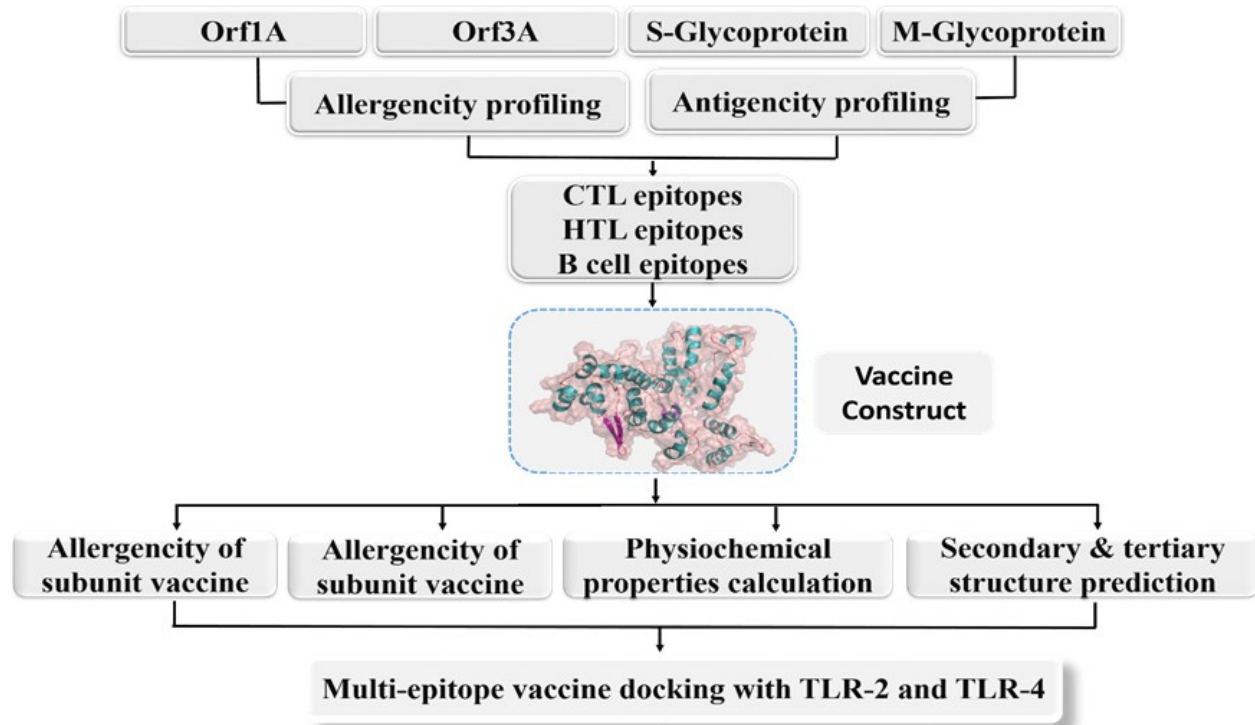 Orf1A
Orf3A
S-Glycoprotein
M-Glycoprotein
Allergencity profiling
Antigencity profiling
CTL epitopes
HTL epitopes
B cell epitopes
Vaccine
Construct
Allergencity of
subunit vaccine
Allergencity of
subunit vaccine
Physiochemical
properties calculation
Secondary & tertiary
structure prediction
Multi-epitope vaccine docking with TLR-2 and TLR-4